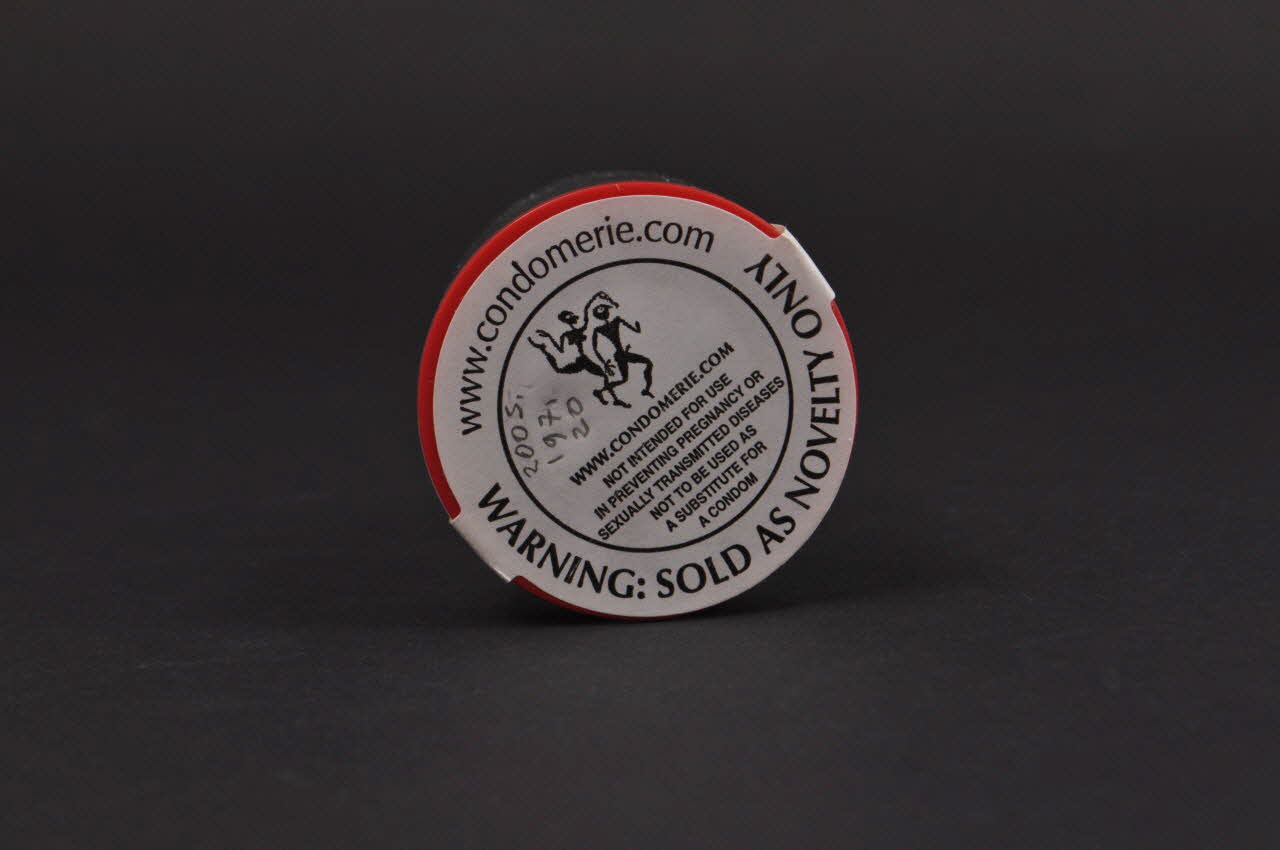 www.condomerie.com
WARNING: SOLD AS NOVELTY ONLY
2005.
197.
20
WWW.CONDOMERIE.COM
NOT INTENDED FOR USE
IN PREVENTING PREGNANCY OR
SEXUALLY TRANSMITTED DISEASES
NOT TO BE USED AS
A SUBSTITUTE FOR
A CONDOM